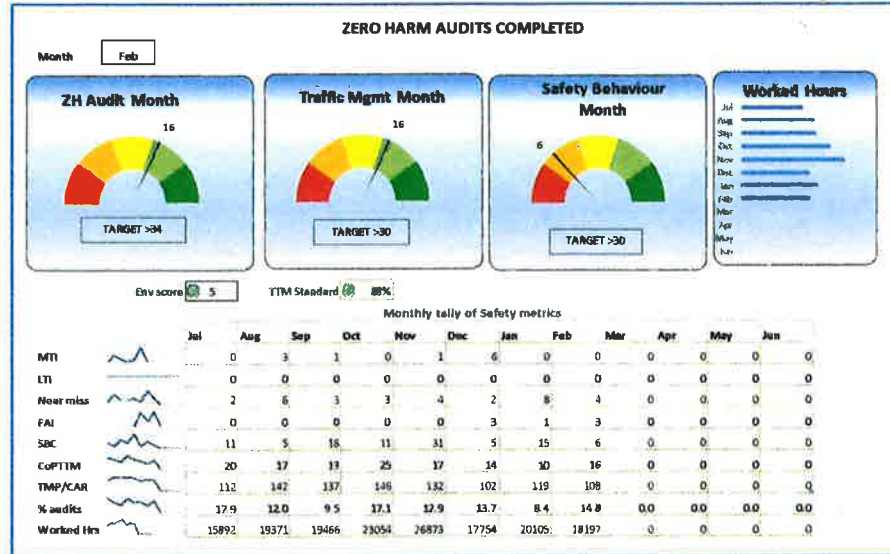 ZERO HARM AUDITS COMPLETED
Month Feb
ZH Audit Month
16
TARGET >34
Traffic Mgmt Month
16
TARGET >30
Safety Behaviour
Month
6
TARGET >30
Worked Hours
Jul
Aug
Sep
Oct
Nov
Dec
Jan
Feb
Mar
Apr
May
Jun
Env score 5 TTM Standard 88%
Monthly tally of Safety metrics
Jul Aug Sep Oct Nov Dec Jan Feb Mar Apr May Jun
MTI 0 3 1 0 1 6 0 0 0 0 0 0
LTI 0 0 0 0 0 0 0 0 0 0 0 0
Near miss 2 6 3 3 4 2 8 4 0 0 0 0
FAI 0 0 0 0 0 3 1 3 0 0 0 0
SBC 11 5 18 11 31 5 15 6 0 0 0 0
CoPTTM 20 17 13 25 17 14 10 16 0 0 0 0
TMP/CAR 112 142 137 146 132 102 119 108 0 0 0 0
% audits 17.9 12.0 9.5 17.1 12.9 13.7 8.4 14.8 0.0 0.0 0.0 0.0
Worked Hrs 15892 19371 19466 23054 26873 17754 20105 18197 0 0 0 0